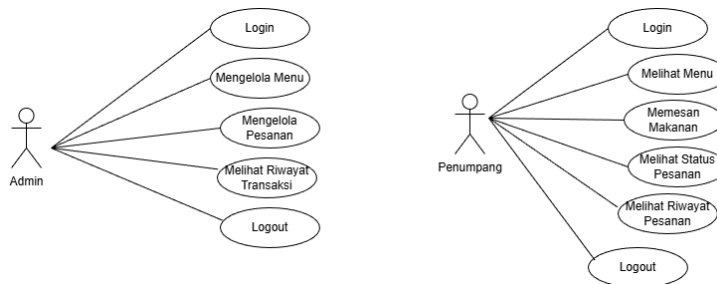 Login
Mengelola Menu
Mengelola
Pesanan
Melihat Riwayat
Transaksi
Logout
Admin
Login
Melihat Menu
Memesan
Makanan
Melihat Status
Pesanan
Melihat Riwayat
Pesanan
Logout
Penumpang